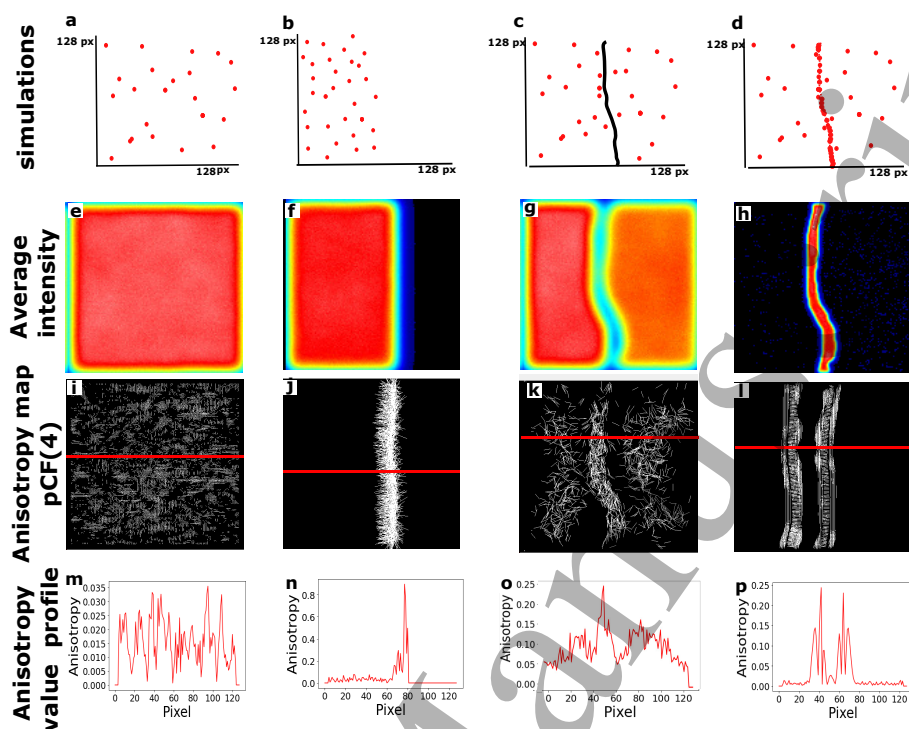 simulations
a
128 px
128px
b
128 px
c
128 px
128 px
d
128 px
128 px
Average
intensity
e
f
g
h
Anisotropy map
pCF(4)
i
j
k
l
Anisotropy
value profile
m
Anisotropy
0.035
0.030
0.025
0.020
0.015
0.010
0.005
0.000
0 20 40 60 80 100 120
Pixel
n
Anisotropy
0.8
0.6
0.4
0.2
0.0
0 20 40 60 80 100 120
Pixel
o
Anisotropy
0.25
0.20
0.15
0.10
0.05
0.00
0 20 40 60 80 100 120
Pixel
p
Anisotropy
0.25
0.20
0.15
0.10
0.05
0.00
0 20 40 60 80 100 120
Pixel